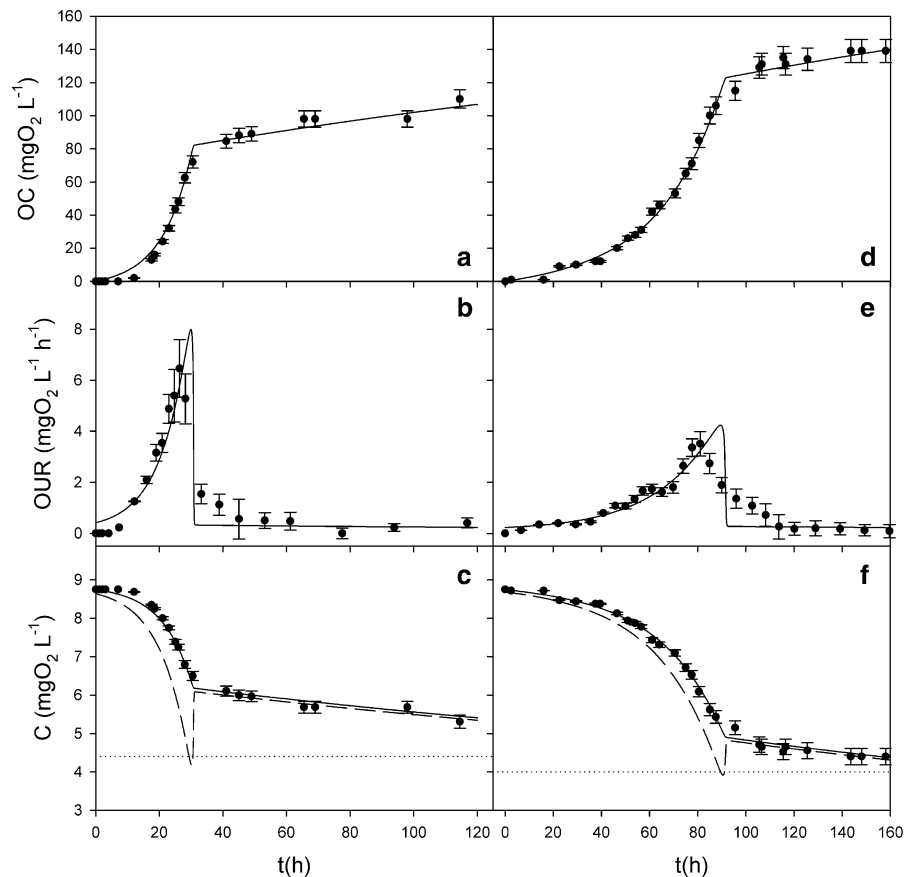 160
140
120
100
80
60
40
20
0
OC (mgO₂ L⁻¹)
a
d
8
6
4
2
0
OUR (mgO₂ L⁻¹ h⁻¹)
b
e
9
8
7
6
5
4
3
C (mgO₂ L⁻¹)
c
f
0 20 40 60 80 100 120
0 20 40 60 80 100 120 140 160
t(h)
t(h)